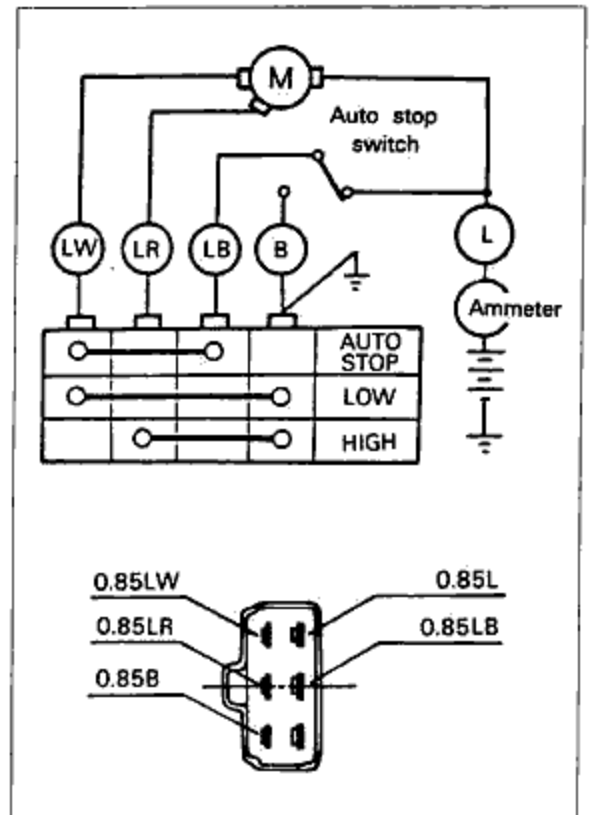 M
Auto stop
switch
LW
LR
LB
B
L
Ammeter
AUTO
STOP
LOW
HIGH
0.85LW
0.85L
0.85LR
0.85LB
0.85B